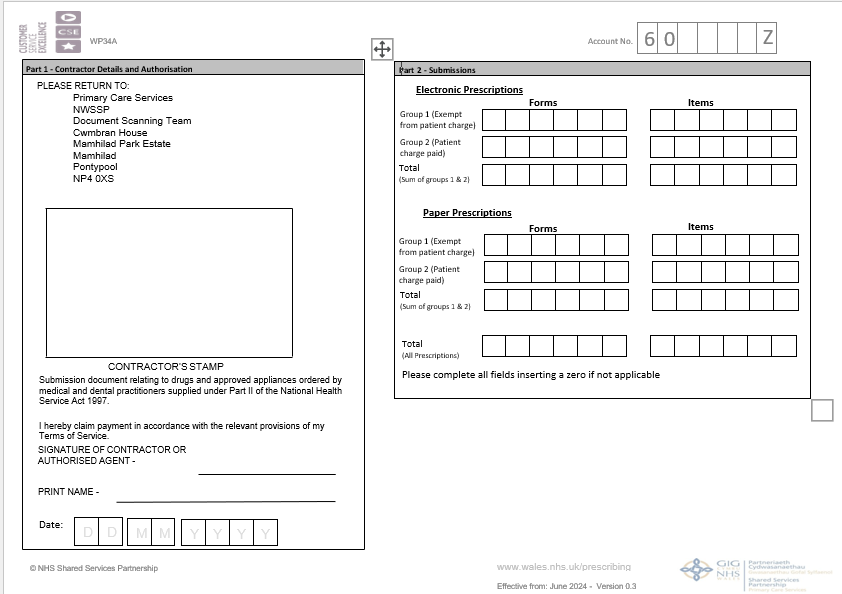 CUSTOMER
SERVICE
EXCELLENCE
CSE
WP34A
Account No. 6 0 Z
Part 1 - Contractor Details and Authorisation
PLEASE RETURN TO:
Primary Care Services
NWSSP
Document Scanning Team
Cwmbran House
Mamhilad Park Estate
Mamhilad
Pontypool
NP4 0XS
CONTRACTOR'S STAMP
Submission document relating to drugs and approved appliances ordered by
medical and dental practitioners supplied under Part II of the National Health
Service Act 1997.
I hereby claim payment in accordance with the relevant provisions of my
Terms of Service.
SIGNATURE OF CONTRACTOR OR
AUTHORISED AGENT -
PRINT NAME -
Date: D D M M Y Y Y Y
Part 2 - Submissions
Electronic Prescriptions
Forms Items
Group 1 (Exempt
from patient charge)
Group 2 (Patient
charge paid)
Total
(Sum of groups 1 & 2)
Paper Prescriptions
Forms Items
Group 1 (Exempt
from patient charge)
Group 2 (Patient
charge paid)
Total
(Sum of groups 1 & 2)
Total
(All Prescriptions)
Please complete all fields inserting a zero if not applicable
© NHS Shared Services Partnership
www.wales.nhs.uk/prescribing
Effective from: June 2024 - Version 0.3
GIG
NHS
Partneriaeth
Cydwasanaethau
Shared Services
Partnership
Primary Care Services